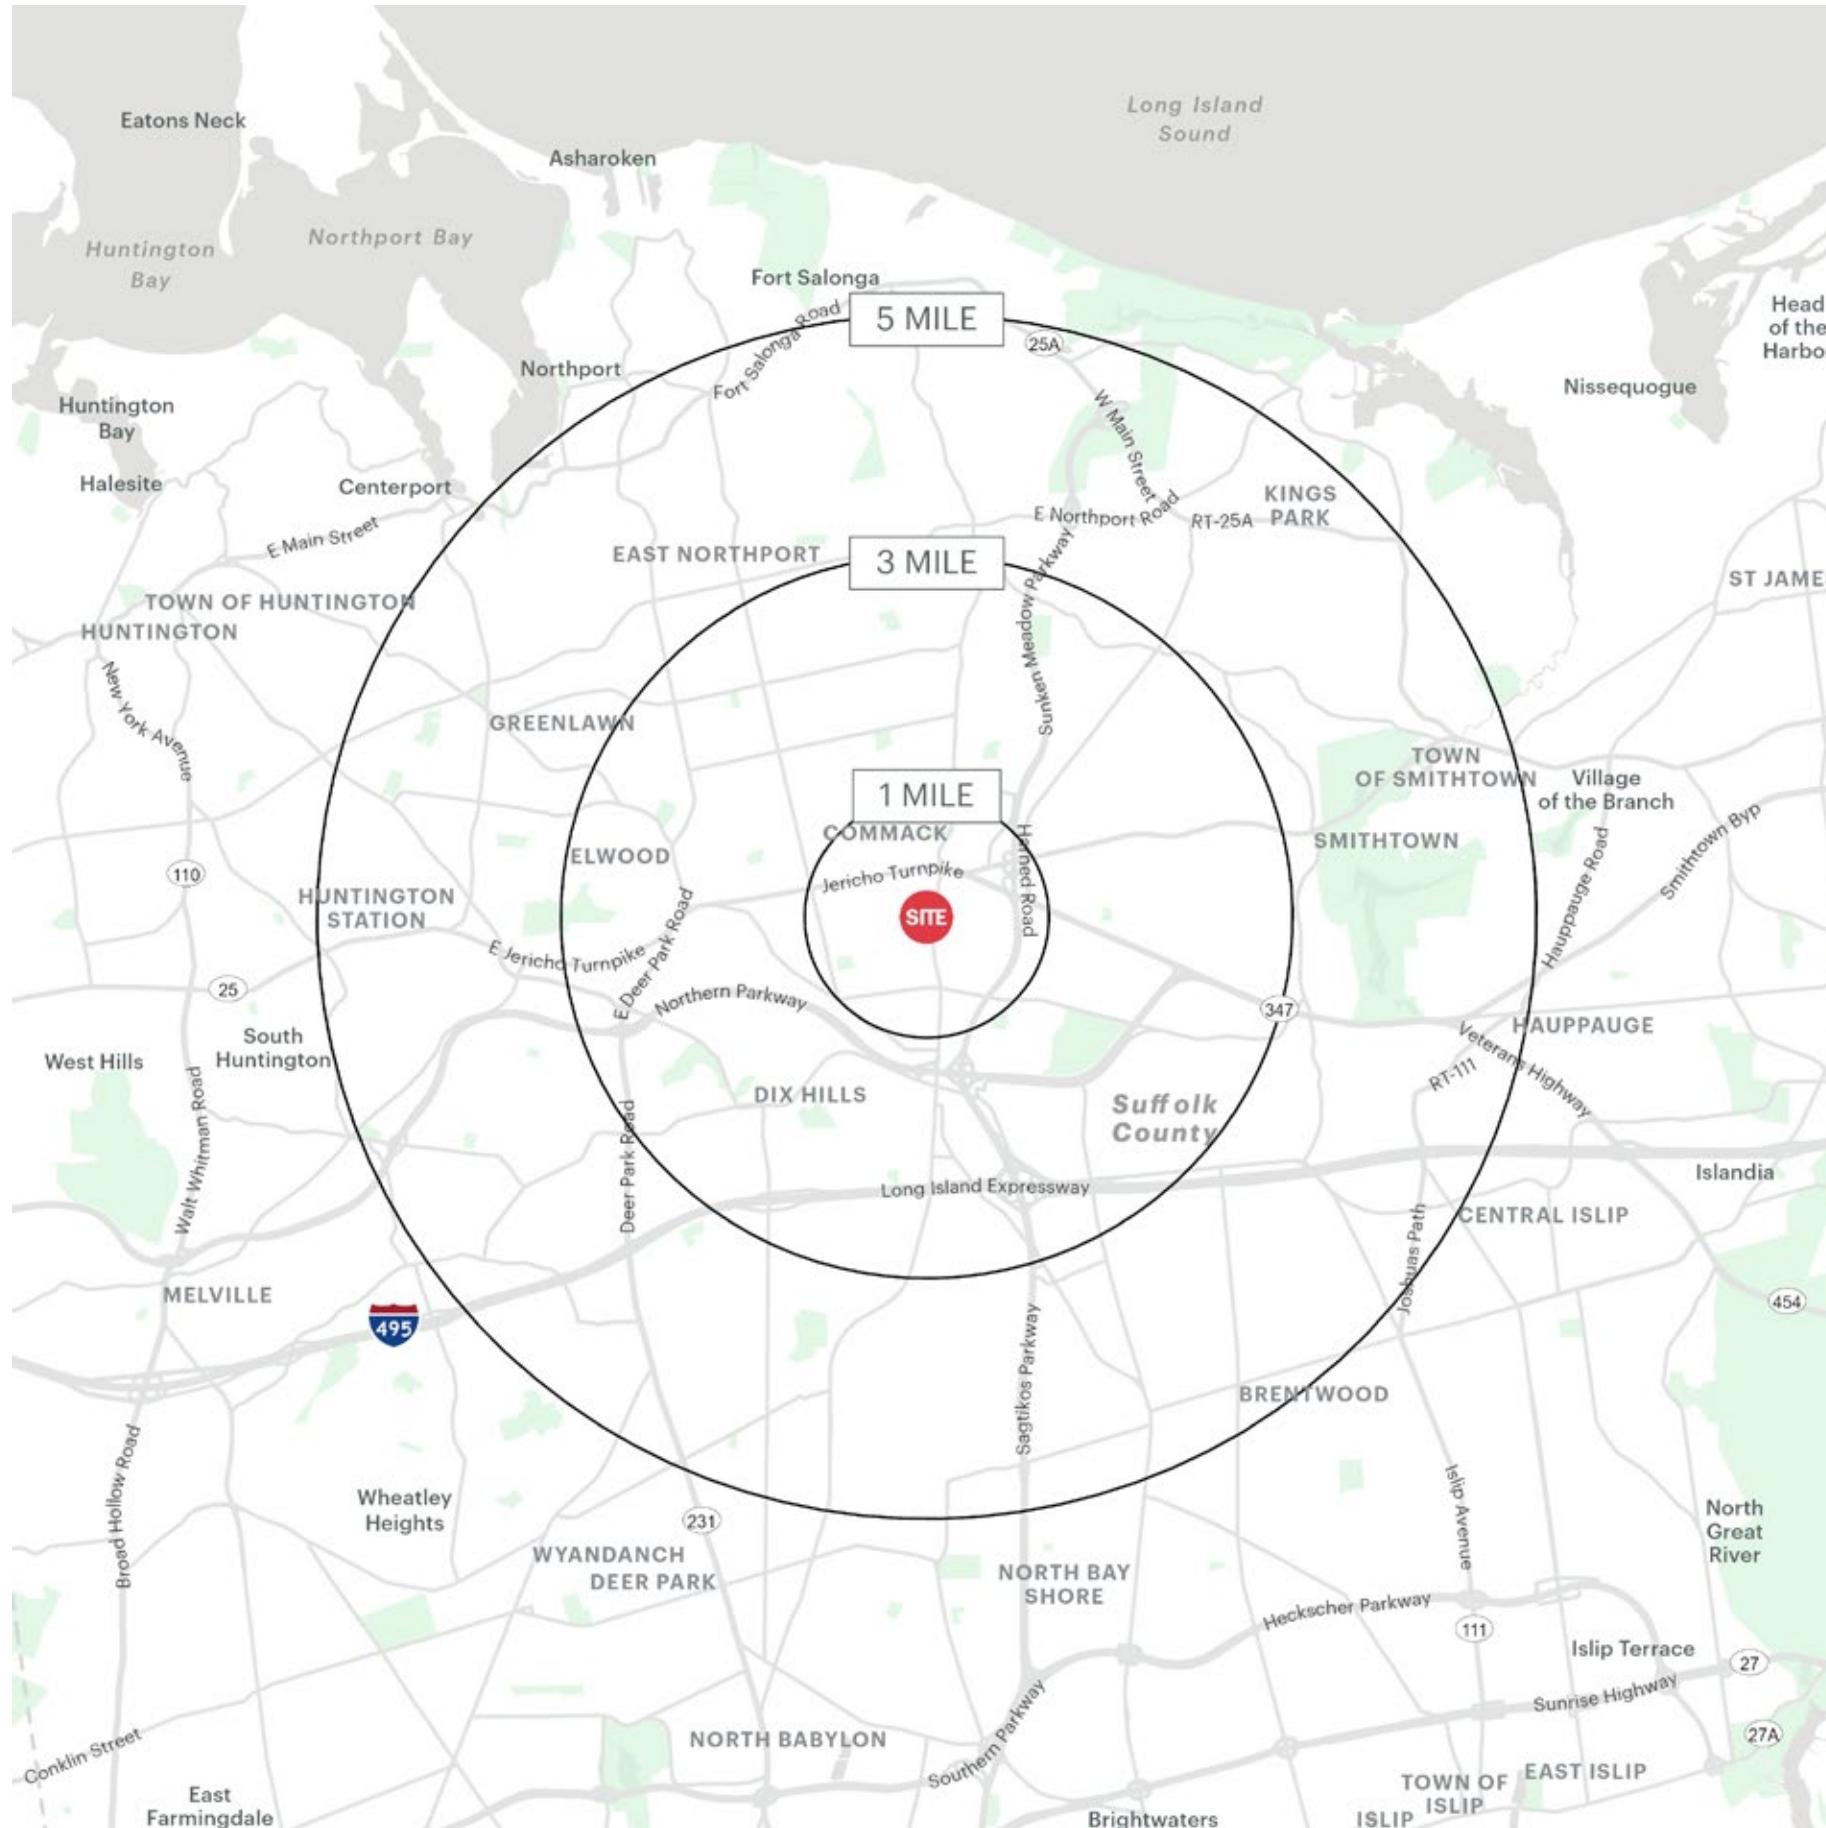 Long Island
Sound
Eatons Neck
Asharoken
Northport Bay
Huntington
Bay
Fort Salonga
Head
of the
Harbo
5 MILE
Fort Salonga Road
25A
Northport
Nissequogue
Huntington
Bay
W Main Street
Halesite
Centerport
KINGS
PARK
E Northport Road
RT-25A
E Main Street
EAST NORTHPORT
3 MILE
ST JAME
TOWN OF HUNTINGTON
HUNTINGTON
Sunken Meadow Parkway
New York Avenue
GREENLAWN
TOWN
OF SMITHTOWN
Village
of the Branch
1 MILE
COMMACK
Harned Road
SMITHTOWN
Smithtown Byp
ELWOOD
Jericho Turnpike
110
HUNTINGTON
STATION
SITE
Hauppauge Road
E Jericho Turnpike
E Deer Park Road
25
Northern Parkway
347
HAUPPAUGE
South
Huntington
West Hills
Veterans Highway
RT-111
DIX HILLS
Suffolk
County
Walt Whitman Road
Deer Park Road
Islandia
Long Island Expressway
CENTRAL ISLIP
Joshuas Path
MELVILLE
454
495
Sagtikos Parkway
BRENTWOOD
Broad Hollow Road
Wheatley
Heights
Islip Avenue
North
Great
River
231
WYANDANCH
DEER PARK
NORTH BAY
SHORE
Heckscher Parkway
111
Islip Terrace
27
Sunrise Highway
Southern Parkway
NORTH BABYLON
27A
Conklin Street
EAST ISLIP
TOWN OF
ISLIP
East
Farmingdale
Brightwaters
ISLIP